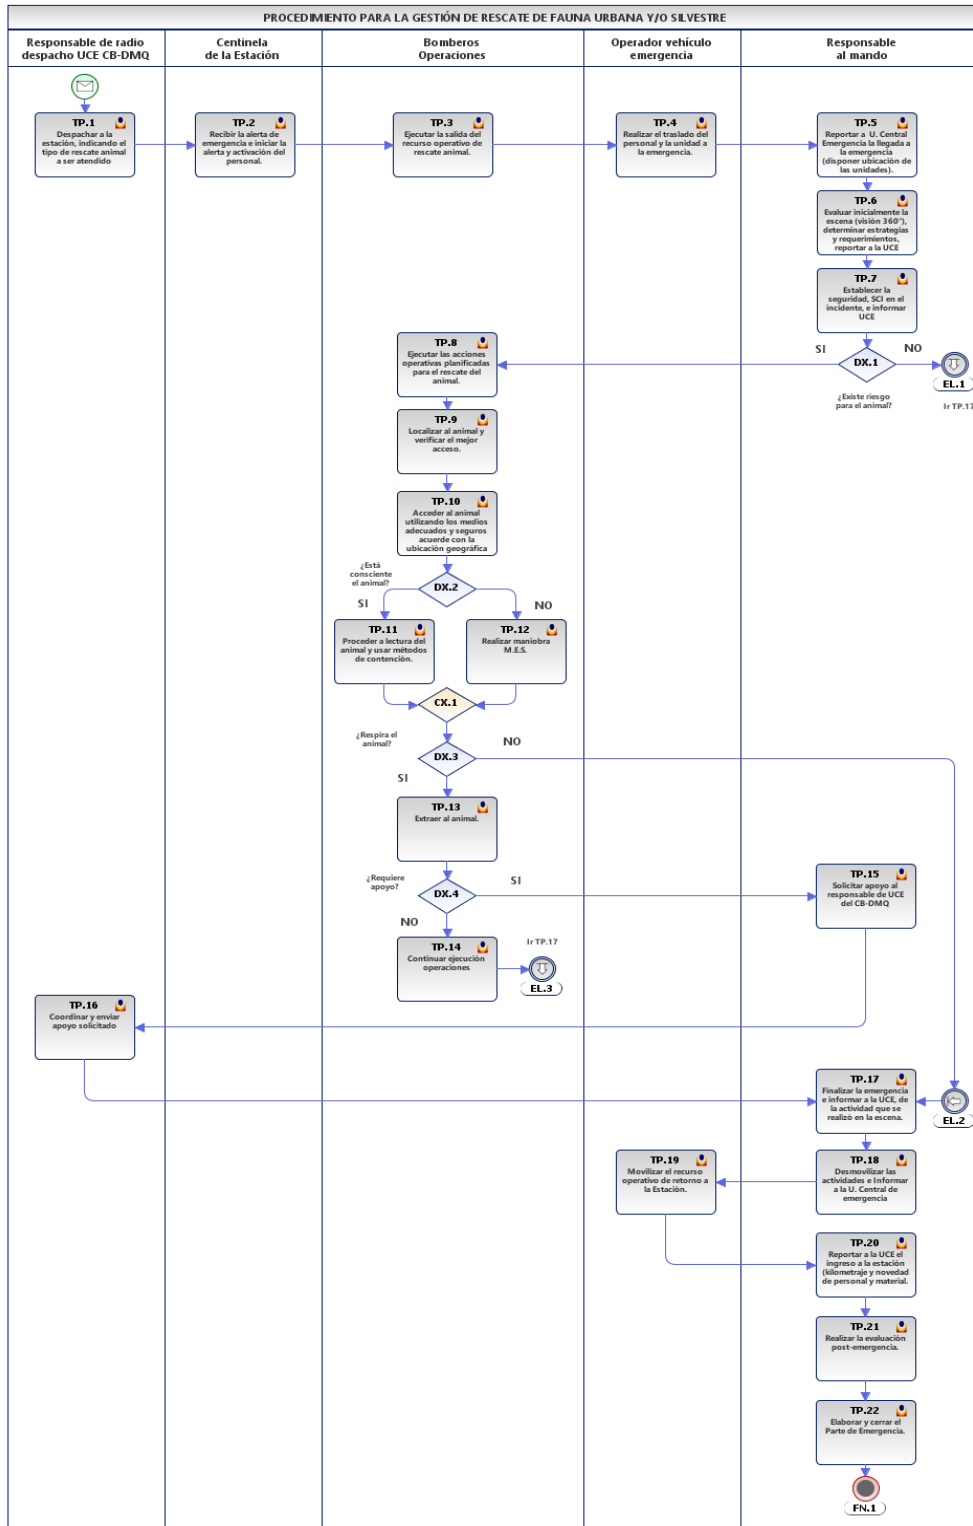 PROCEDIMIENTO PARA LA GESTIÓN DE RESCATE DE FAUNA URBANA Y/O SILVESTRE
Responsable de radio
despacho UCE CB-DMQ
Centinela
de la Estación
Bomberos
Operaciones
Operador vehículo
emergencia
Responsable
al mando
TP.1
Despachar a la
estación, indicando el
tipo de rescate animal
a ser atendido
TP.2
Recibir la alerta de
emergencia e iniciar la
alerta y activación del
personal.
TP.3
Ejecutar la salida del
recurso operativo de
rescate animal.
TP.4
Realizar el traslado del
personal y la unidad a
la emergencia.
TP.5
Reportar a U. Central
Emergencia la llegada a
la emergencia
(disponer ubicación de
las unidades).
TP.6
Evaluar inicialmente la
escena (visión 360°),
determinar estrategias
y requerimientos,
reportar a la UCE
TP.7
Establecer la
seguridad, SCI en el
incidente, e informar
UCE
SI
DX.1
NO
¿Existe riesgo
para el animal?
EL.1
Ir TP.17
TP.8
Ejecutar las acciones
operativas planificadas
para el rescate del
animal.
TP.9
Localizar al animal y
verificar el mejor
acceso.
TP.10
Acceder al animal
utilizando los medios
adecuados y seguros
acuerde con la
ubicación geográfica
¿Está
consciente
el animal?
DX.2
SI
NO
TP.11
Proceder a lectura del
animal y usar métodos
de contención.
TP.12
Realizar maniobra
M.E.S.
CX.1
¿Respira el
animal?
DX.3
NO
SI
TP.13
Extraer al animal.
¿Requiere
apoyo?
DX.4
SI
NO
TP.14
Continuar ejecución
operaciones
Ir TP.17
EL.3
TP.15
Solicitar apoyo al
responsable de UCE
del CB-DMQ
TP.16
Coordinar y enviar
apoyo solicitado
TP.17
Finalizar la emergencia
e informar a la UCE, de
la actividad que se
realizó en la escena.
EL.2
TP.18
Desmovilizar las
actividades e Informar
a la U. Central de
emergencia
TP.19
Movilizar el recurso
operativo de retorno a
la Estación.
TP.20
Reportar a la UCE el
ingreso a la estación
(kilometraje y novedad
de personal y material.
TP.21
Realizar la evaluación
post-emergencia.
TP.22
Elaborar y cerrar el
Parte de Emergencia.
FN.1